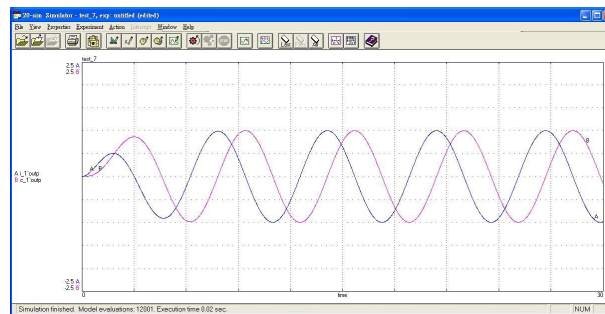 20-sim Simulator - test_7, exp: untitled (edited)
File View Properties Experiment Action Interrupt Window Help
test_7
2.5 A
2.5 B
A
B
B
A i_1\outp
B c_1\outp
A
-2.5 A
-2.5 B
0
time
30
Simulation finished. Model evaluations: 12001. Execution time 0.02 sec.
NUM